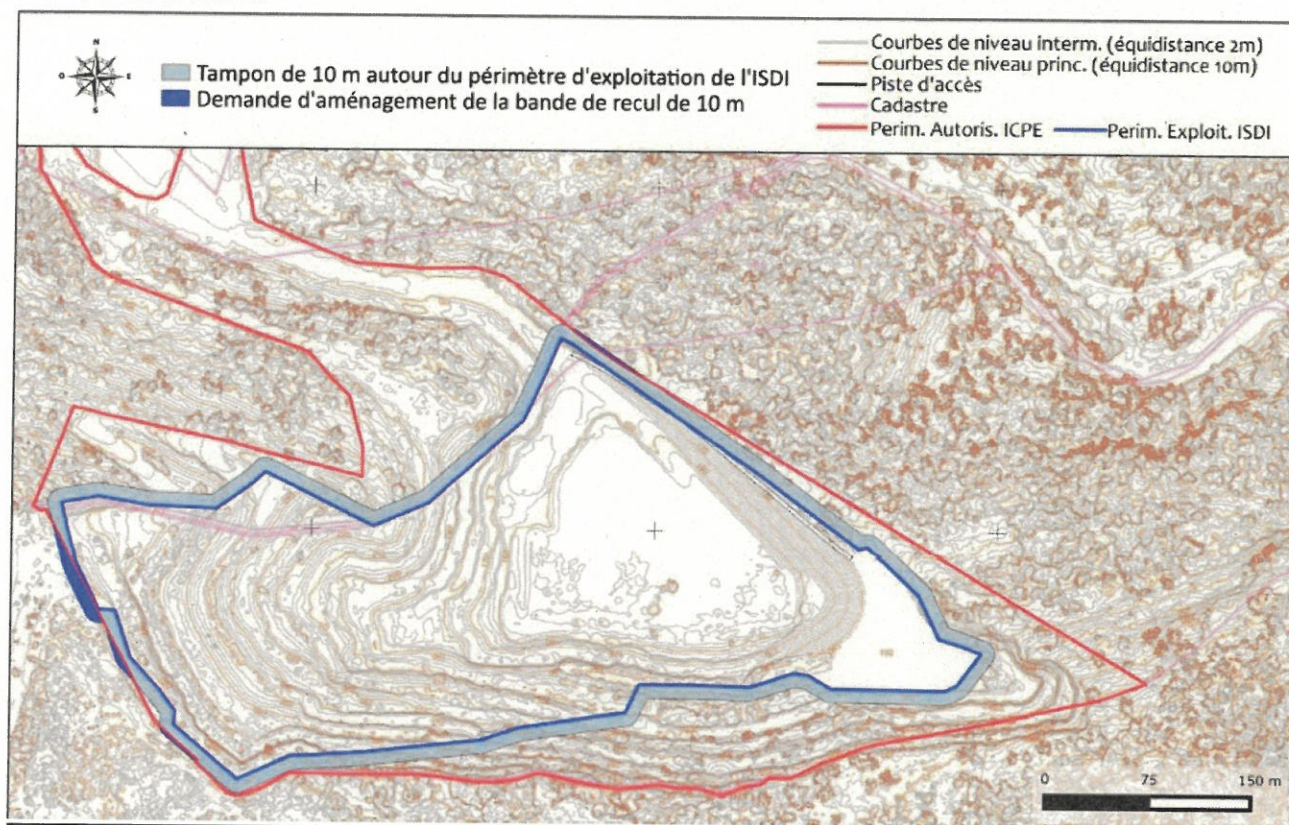 N
O
E
S
Tampon de 10 m autour du périmètre d'exploitation de l'ISDI
Demande d'aménagement de la bande de recul de 10 m
Courbes de niveau interm. (équidistance 2m)
Courbes de niveau princ. (équidistance 10m)
Piste d'accès
Cadastre
Perim. Autoris. ICPE
Perim. Exploit. ISDI
0 75 150 m